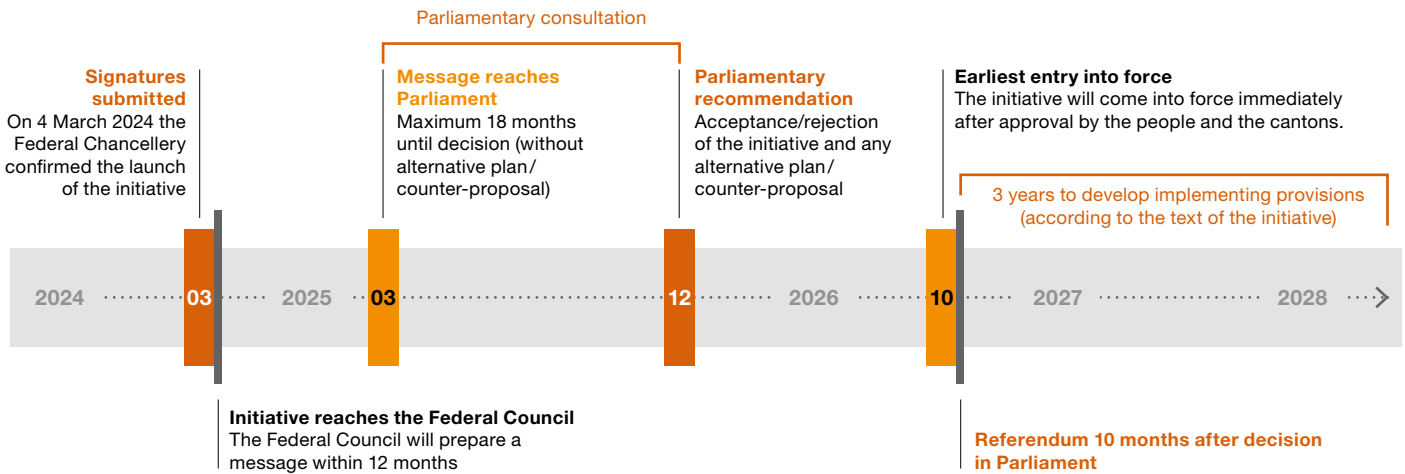 Parliamentary consultation
Signatures
submitted
On 4 March 2024 the
Federal Chancellery
confirmed the launch
of the initiative
Message reaches
Parliament
Maximum 18 months
until decision (without
alternative plan/
counter-proposal)
Parliamentary
recommendation
Acceptance/rejection
of the initiative and any
alternative plan/
counter-proposal
Earliest entry into force
The initiative will come into force immediately
after approval by the people and the cantons.
3 years to develop implementing provisions
(according to the text of the initiative)
2024
03
2025
03
12
2026
10
2027
2028
Initiative reaches the Federal Council
The Federal Council will prepare a
message within 12 months
Referendum 10 months after decision
in Parliament